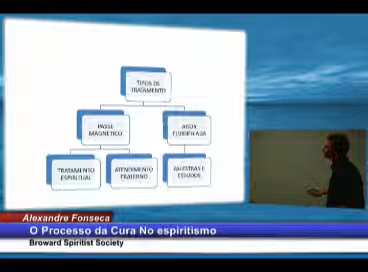 TIPOS DE
TRATAMENTO
PASSE
MAGNÉTICO
ÁGUA
FLUIDIFICADA
TRATAMENTO
ESPIRITUAL
ATENDIMENTO
FRATERNO
PALESTRAS E
ESTUDOS
Alexandre Fonseca
O Processo da Cura No espiritismo
Broward Spiritist Society